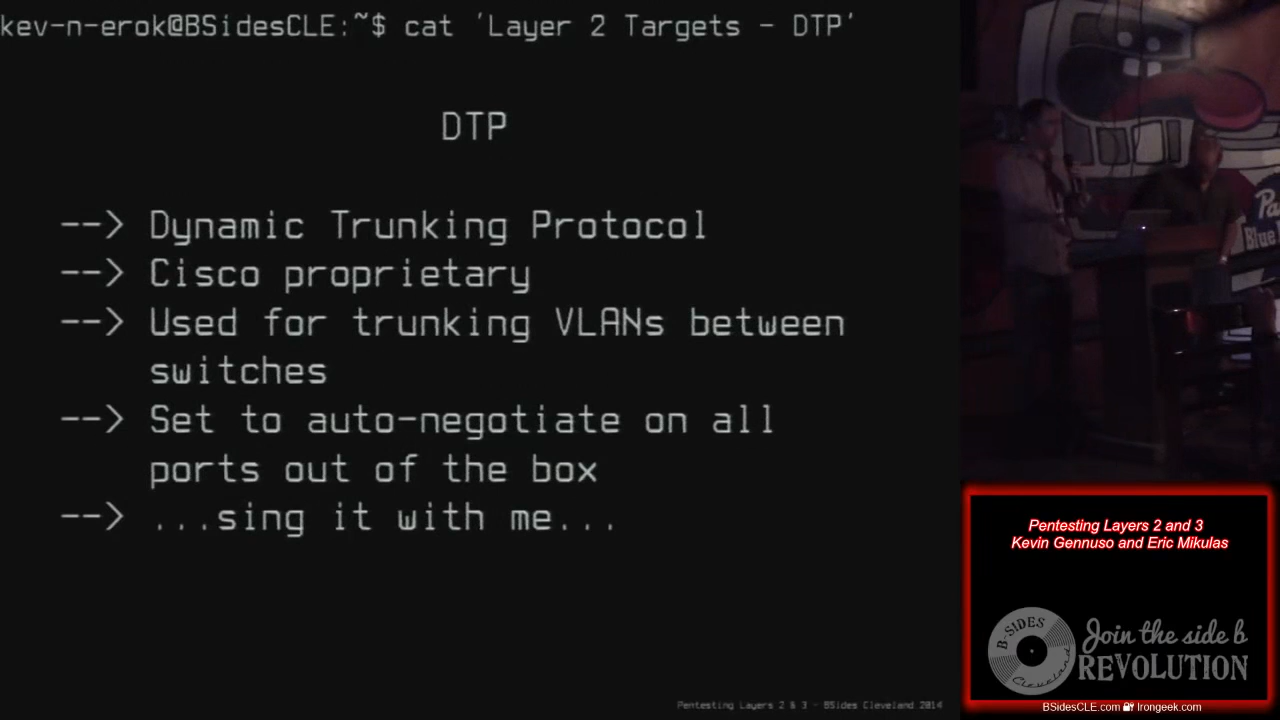 kev-n-erok@BSidesCLE:~$ cat 'Layer 2 Targets - DTP'
DTP
--> Dynamic Trunking Protocol
--> Cisco proprietary
--> Used for trunking VLANs between
switches
--> Set to auto-negotiate on all
ports out of the box
--> ...sing it with me...
Pentesting Layers 2 & 3 - BSides Cleveland 2014
Blue
Pentesting Layers 2 and 3
Kevin Gennuso and Eric Mikulas
B-SIDES
Cleveland
Join the side b
REVOLUTION
BSidesCLE.com Irongeek.com